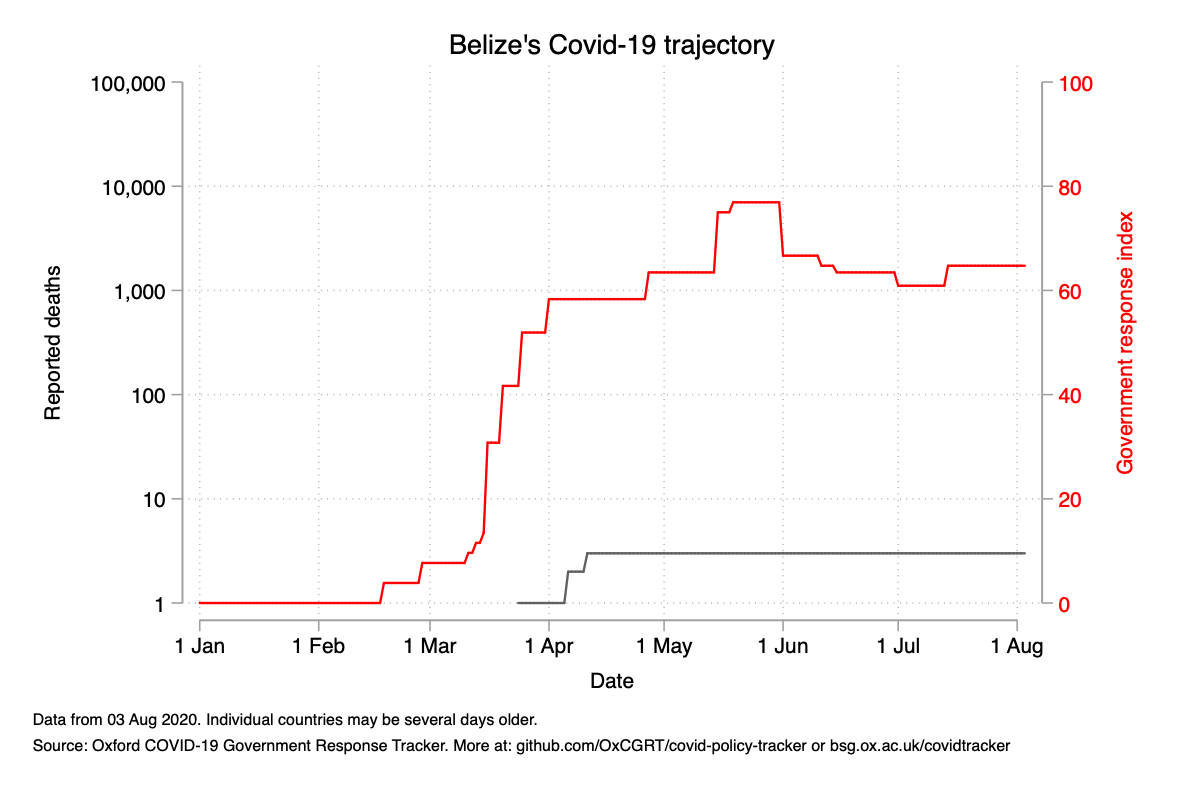 Belize's Covid-19 trajectory
100,000
10,000
1,000
100
10
1
Reported deaths
100
80
60
40
20
0
Government response index
1 Jan 1 Feb 1 Mar 1 Apr 1 May 1 Jun 1 Jul 1 Aug
Date
Data from 03 Aug 2020. Individual countries may be several days older.
Source: Oxford COVID-19 Government Response Tracker. More at: github.com/OxCGRT/covid-policy-tracker or bsg.ox.ac.uk/covidtracker